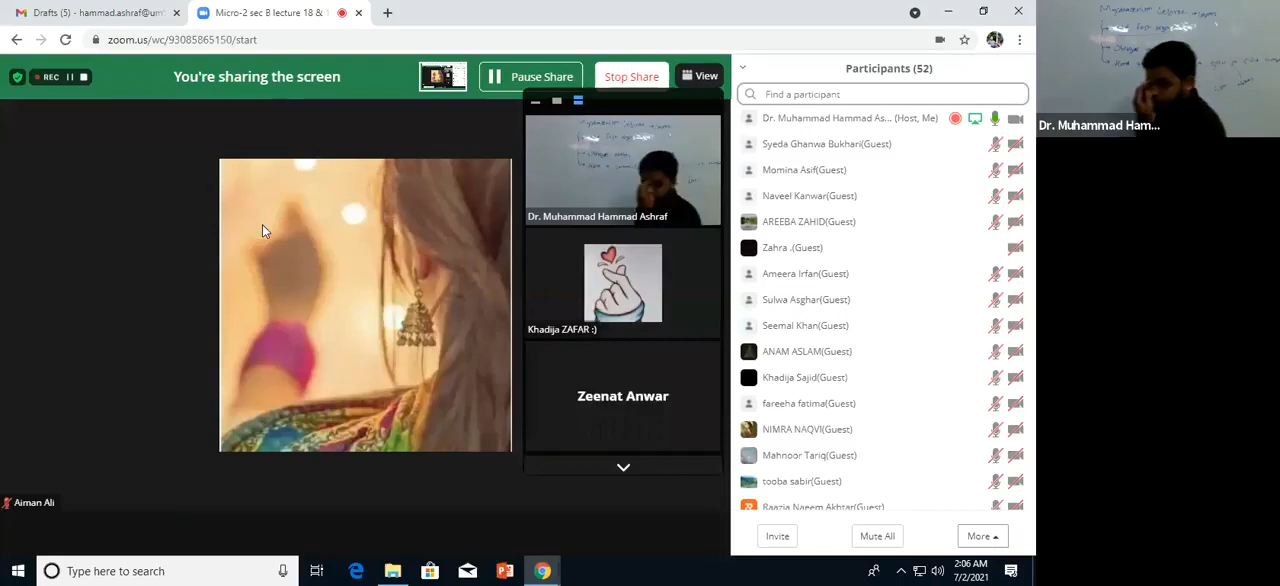 Drafts (5) - hammad.ashraf@um
Micro-2 sec B lecture 18 &
zoom.us/wc/93085865150/start
REC
You're sharing the screen
Pause Share
Stop Share
View
Dr. Muhammad Hammad Ashraf
Khadija ZAFAR :)
Zeenat Anwar
Aiman Ali
Participants (52)
Find a participant
Dr. Muhammad Hammad As... (Host, Me)
Syeda Ghanwa Bukhari(Guest)
Momina Asif(Guest)
Naveel Kanwar(Guest)
AREEBA ZAHID(Guest)
Zahra .(Guest)
Ameera Irfan(Guest)
Sulwa Asghar(Guest)
Seemal Khan(Guest)
ANAM ASLAM(Guest)
Khadija Sajid(Guest)
fareeha fatima(Guest)
NIMRA NAQVI(Guest)
Mahnoor Tariq(Guest)
tooba sabir(Guest)
Raazia Naeem Akhtar(Guest)
Invite
Mute All
More
Dr. Muhammad Ham...
Type here to search
2:06 AM
7/2/2021